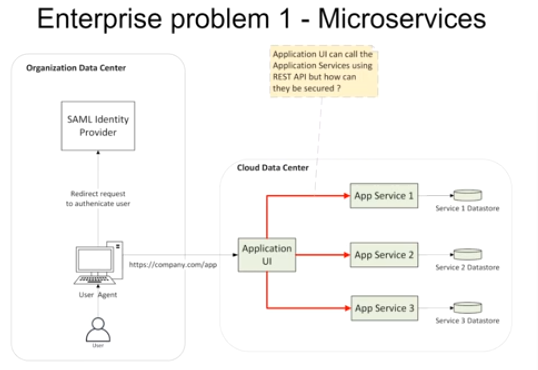 Enterprise problem 1 - Microservices
Application UI can call the
Application Services using
REST API but how can
they be secured ?
Organization Data Center
SAML Identity
Provider
Redirect request
to authenicate user
Cloud Data Center
App Service 1
Service 1 Datastore
https://company.com/app
Application
UI
App Service 2
Service 2 Datastore
User Agent
App Service 3
Service 3 Datastore
User